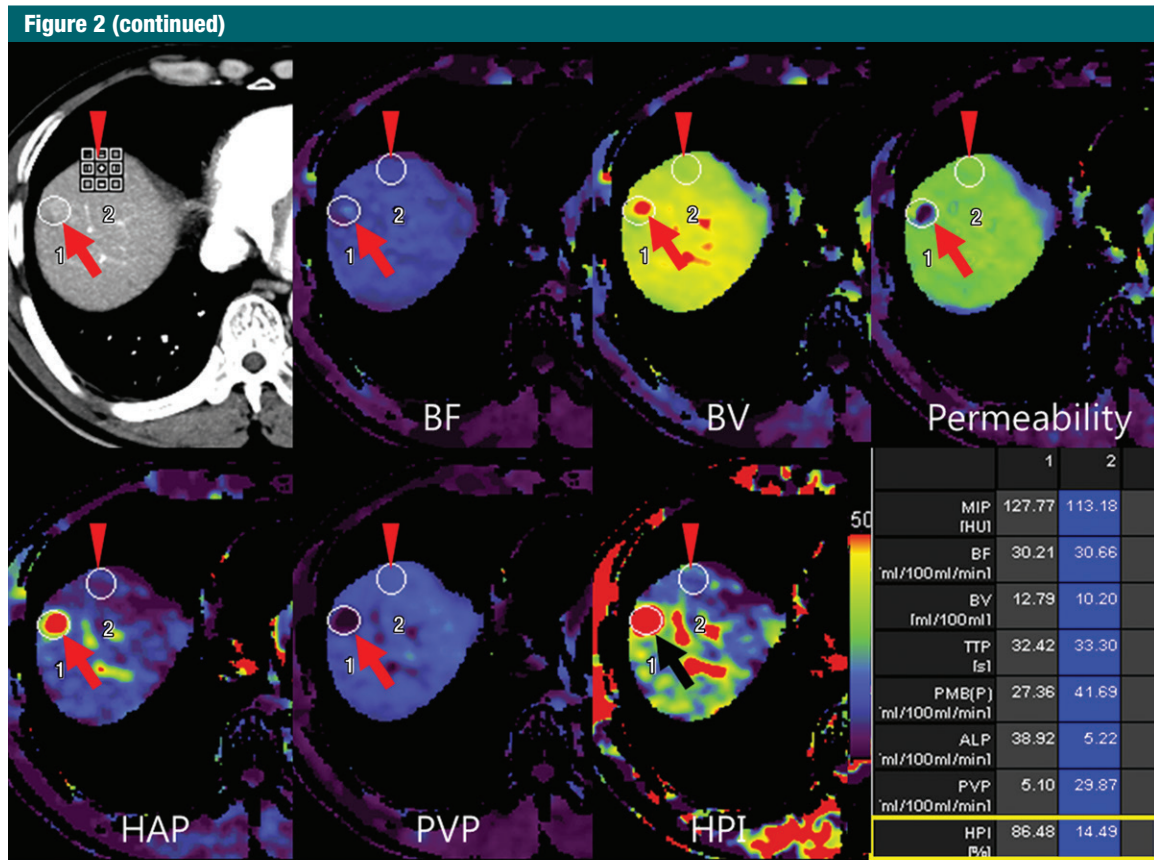 Figure 2 (continued)
2
1
2
1
BF
2
1
BV
2
1
Permeability
2
1
HAP
2
1
PVP
2
1
HPI
50
1 2
MIP 127.77 113.18
[HU]
BF 30.21 30.66
[ml/100ml/min]
BV 12.79 10.20
[ml/100ml]
TTP 32.42 33.30
[s]
PMB(P) 27.36 41.69
[ml/100ml/min]
ALP 38.92 5.22
[ml/100ml/min]
PVP 5.10 29.87
[ml/100ml/min]
HPI 86.48 14.49
[%]